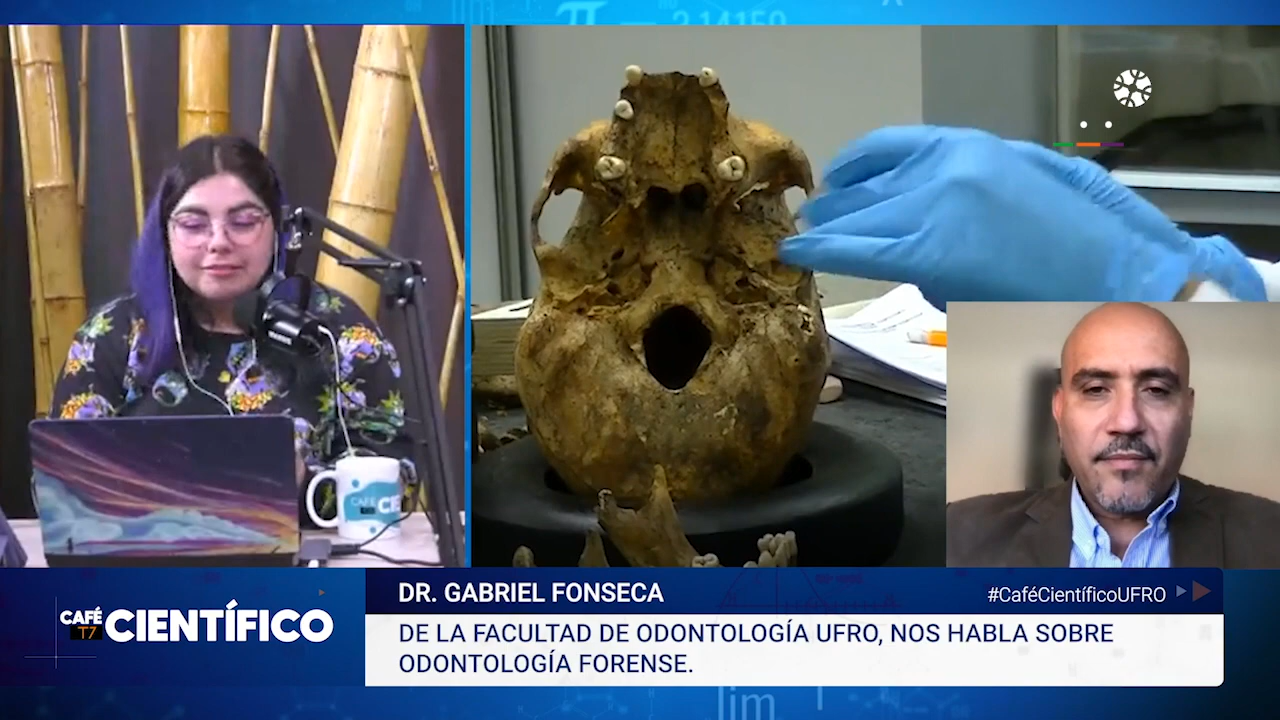 π 3.14159
CAFÉ
CIE
CAFÉ
T7
CIENTÍFICO
DR. GABRIEL FONSECA
#CaféCientíficoUFRO
DE LA FACULTAD DE ODONTOLOGÍA UFRO, NOS HABLA SOBRE
ODONTOLOGÍA FORENSE.
lim